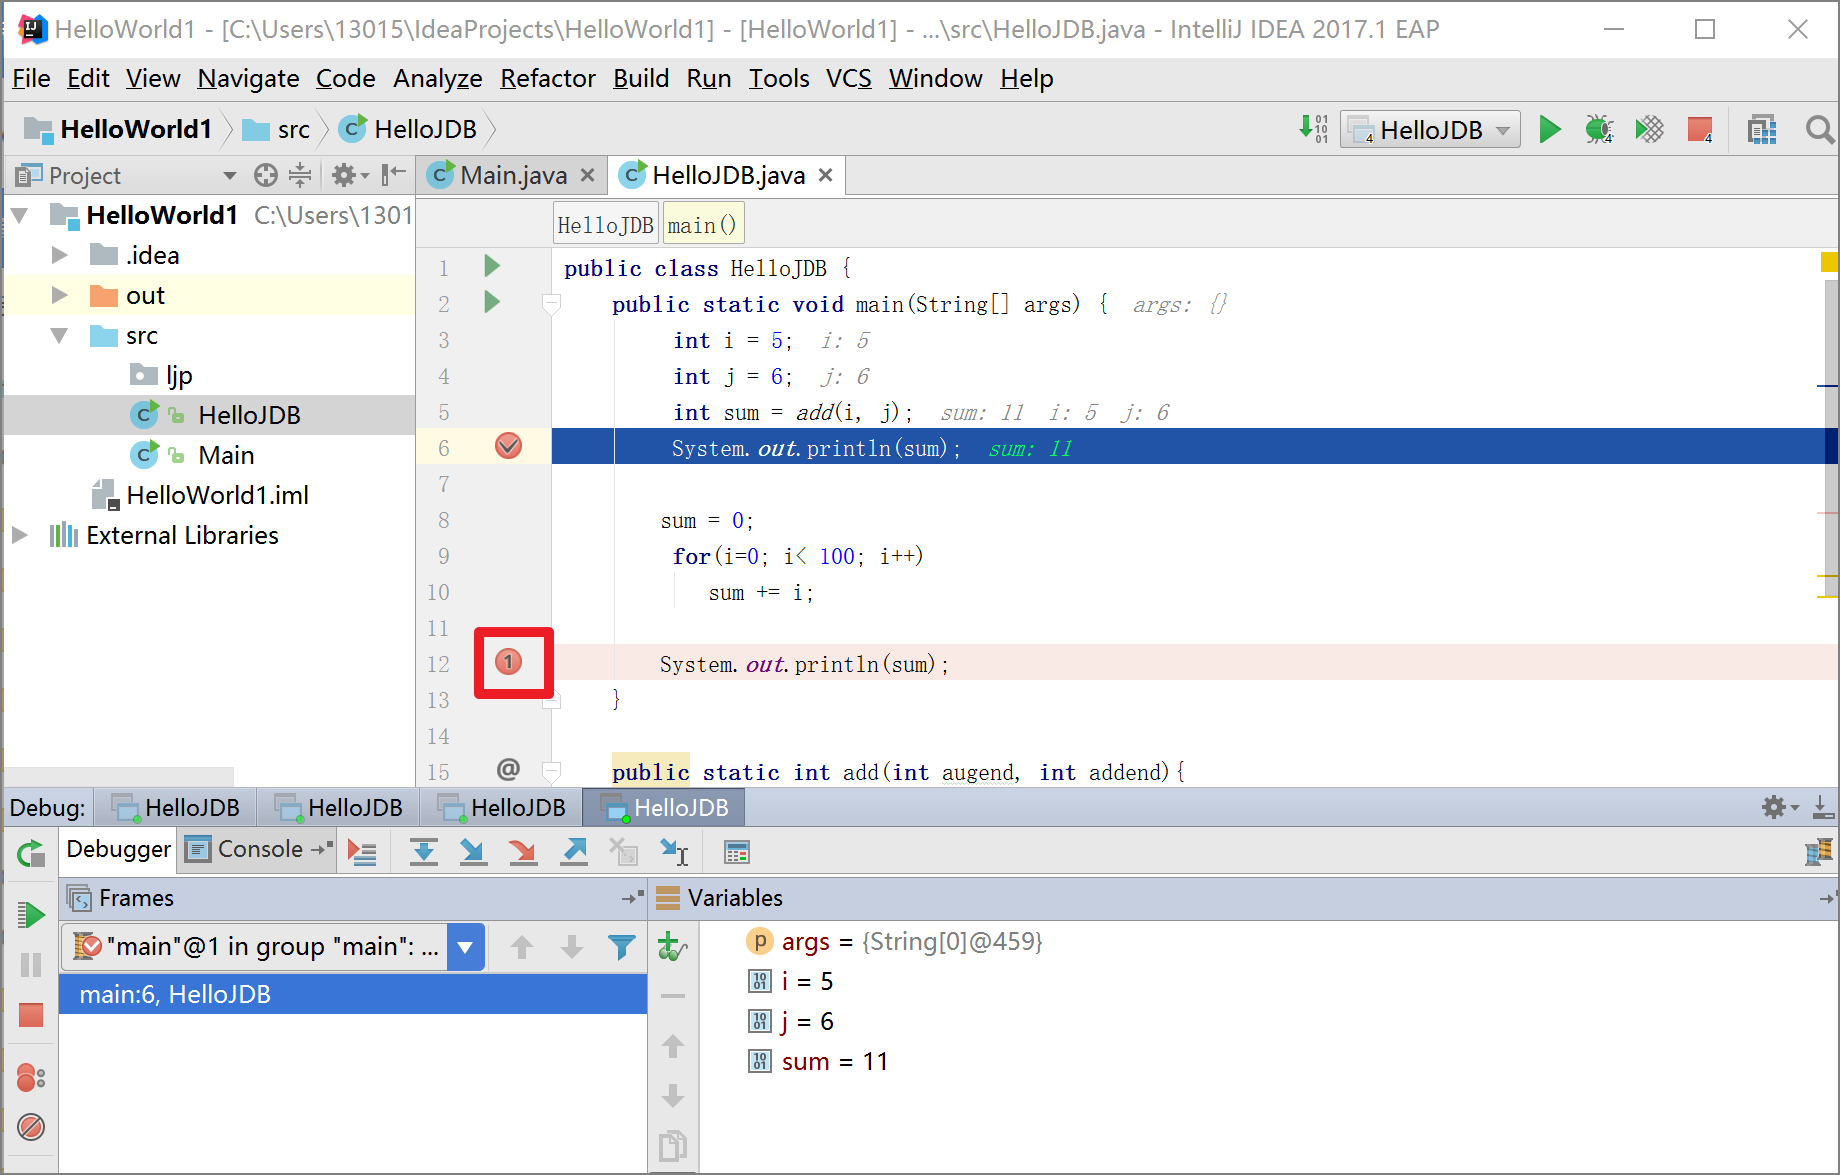 HelloWorld1 - [C:\Users\13015\IdeaProjects\HelloWorld1] - [HelloWorld1] - ...\src\HelloJDB.java - IntelliJ IDEA 2017.1 EAP
File Edit View Navigate Code Analyze Refactor Build Run Tools VCS Window Help
HelloWorld1 src HelloJDB HelloJDB
Project
Main.java HelloJDB.java
HelloWorld1 C:\Users\1301
.idea
out
src
ljp
HelloJDB
Main
HelloWorld1.iml
External Libraries
HelloJDB main()
1 public class HelloJDB {
2 public static void main(String[] args) { args: {}
3 int i = 5; i: 5
4 int j = 6; j: 6
5 int sum = add(i, j); sum: 11 i: 5 j: 6
6 System.out.println(sum); sum: 11
7
8 sum = 0;
9 for(i=0; i< 100; i++)
10 sum += i;
11
12 1 System.out.println(sum);
13 }
14
15 @ public static int add(int augend, int addend){
Debug: HelloJDB HelloJDB HelloJDB HelloJDB
Debugger Console
Frames
"main"@1 in group "main": ...
main:6, HelloJDB
Variables
args = {String[0]@459}
i = 5
j = 6
sum = 11